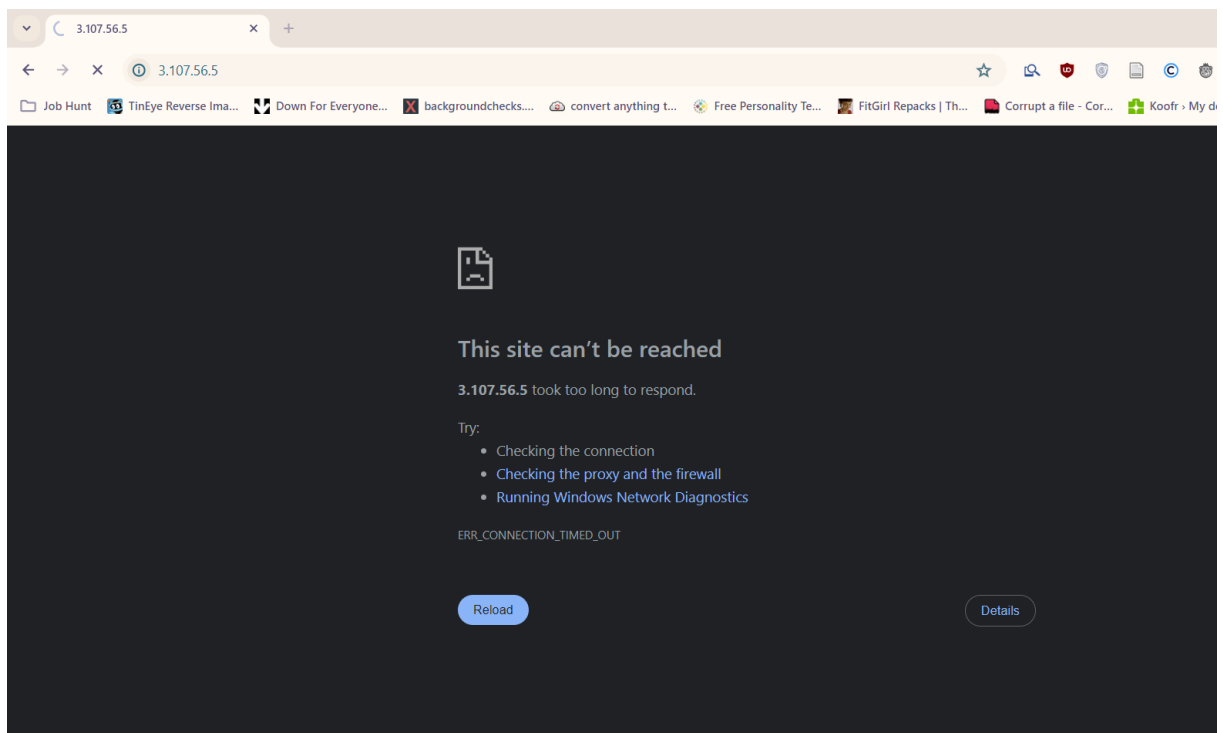 3.107.56.5
3.107.56.5
Job Hunt TinEye Reverse Ima... Down For Everyone... backgroundchecks.... convert anything t... Free Personality Te... FitGirl Repacks | Th... Corrupt a file - Cor... Koofr › My d
This site can’t be reached
3.107.56.5 took too long to respond.
Try:
Checking the connection
Checking the proxy and the firewall
Running Windows Network Diagnostics
ERR_CONNECTION_TIMED_OUT
Reload Details